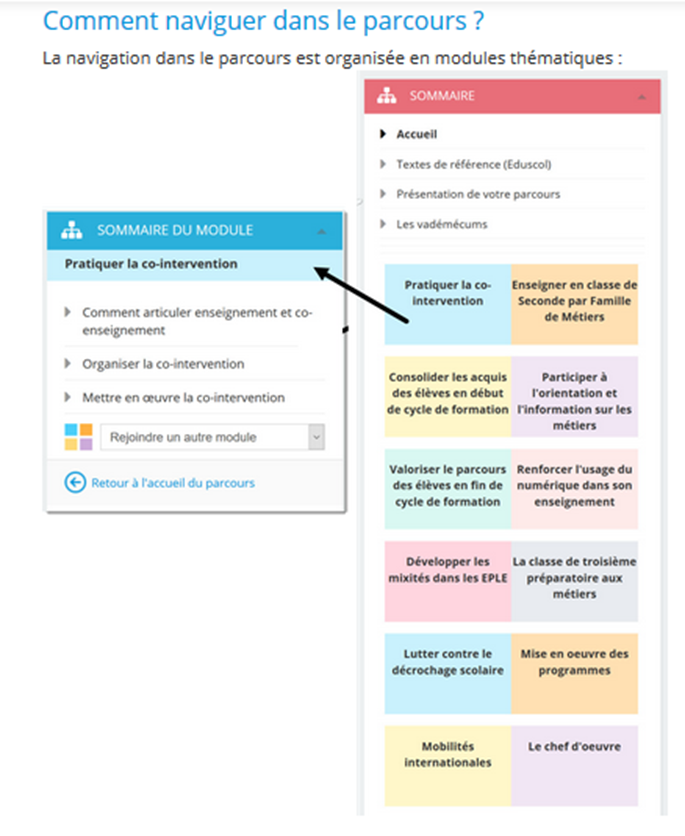 Comment naviguer dans le parcours ?
La navigation dans le parcours est organisée en modules thématiques :
SOMMAIRE
Accueil
Textes de référence (Eduscol)
Présentation de votre parcours
Les vadémécums
SOMMAIRE DU MODULE
Pratiquer la co-intervention
Comment articuler enseignement et co-
enseignement
Organiser la co-intervention
Mettre en œuvre la co-intervention
Rejoindre un autre module
Retour à l'accueil du parcours
Pratiquer la co-
intervention
Enseigner en classe de
Seconde par Famille
de Métiers
Consolider les acquis
des élèves en début
de cycle de formation
Participer à
l'orientation et
l'information sur les
métiers
Valoriser le parcours
des élèves en fin de
cycle de formation
Renforcer l'usage du
numérique dans son
enseignement
Développer les
mixités dans les EPLE
La classe de troisième
préparatoire aux
métiers
Lutter contre le
décrochage scolaire
Mise en oeuvre des
programmes
Mobilités
internationales
Le chef d'oeuvre